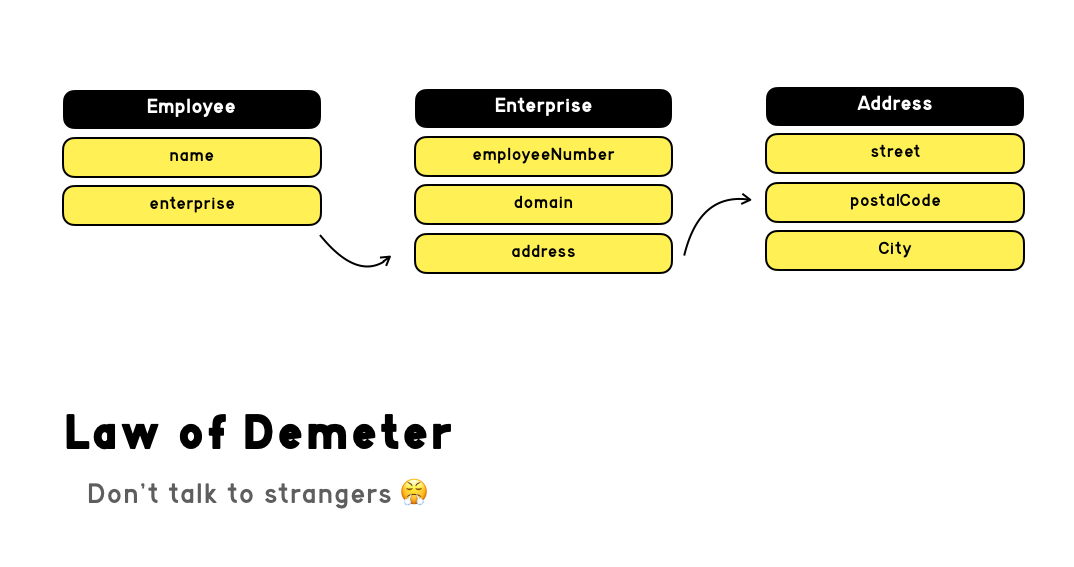 Employee
name
enterprise
Enterprise
employeeNumber
domain
address
Address
street
postalCode
City
Law of Demeter
Don't talk to strangers 😤